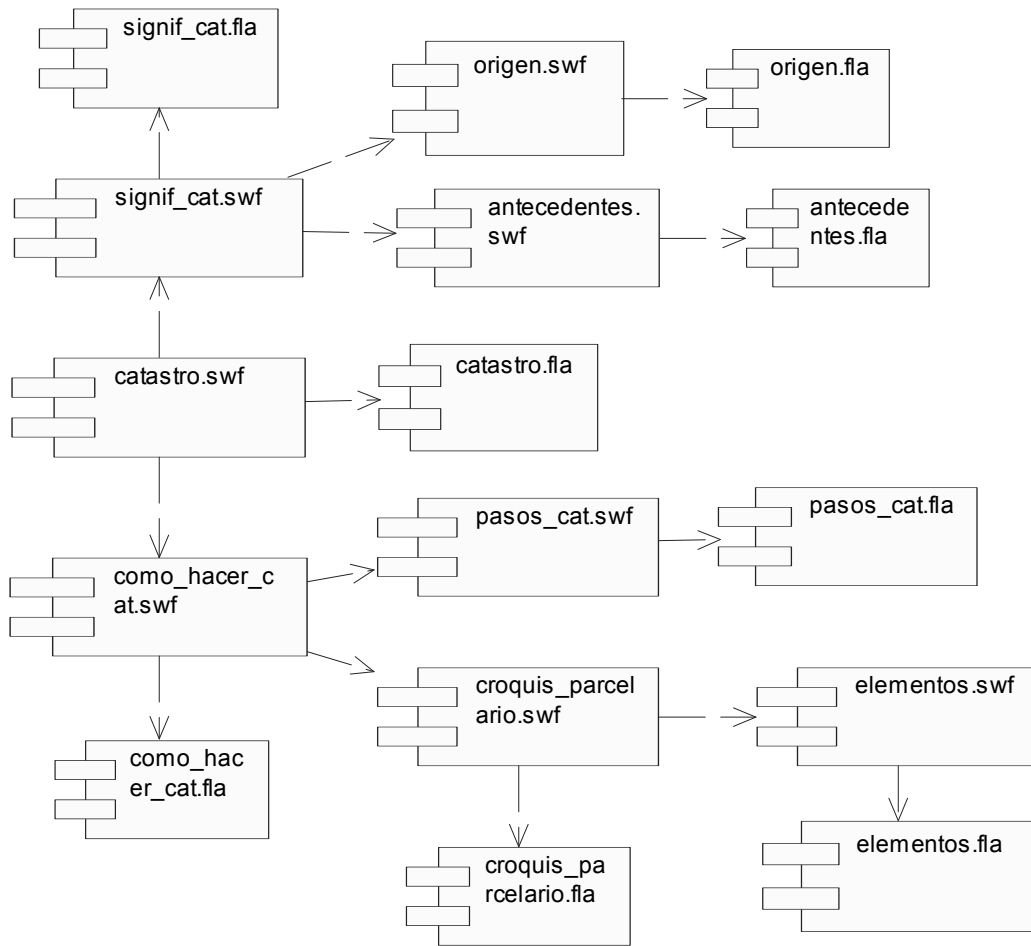 signif_cat.fla
origen.swf
origen.fla
signif_cat.swf
antecedentes.
swf
antecede
ntes.fla
catastro.swf
catastro.fla
pasos_cat.swf
pasos_cat.fla
como_hacer_c
at.swf
croquis_parcel
ario.swf
elementos.swf
como_hac
er_cat.fla
croquis_pa
rcelario.fla
elementos.fla